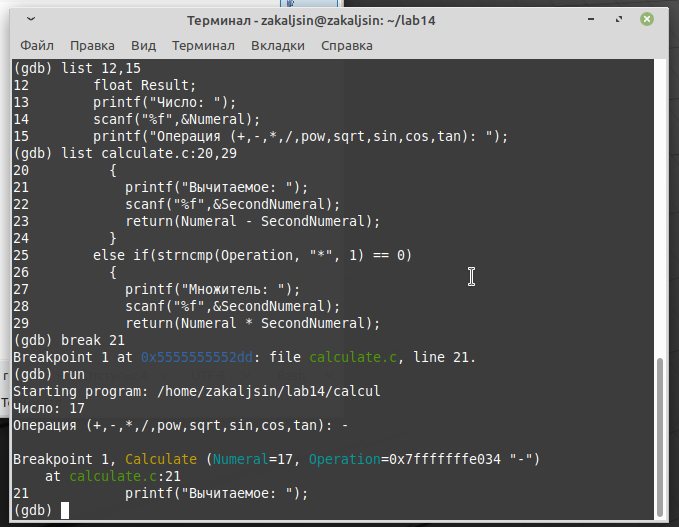 Терминал - zakaljsin@zakaljsin: ~/lab14
Файл Правка Вид Терминал Вкладки Справка
(gdb) list 12,15
12        float Result;
13        printf("Число: ");
14        scanf("%f",&Numeral);
15        printf("Операция (+,-,*,/,pow,sqrt,sin,cos,tan): ");
(gdb) list calculate.c:20,29
20          {
21            printf("Вычитаемое: ");
22            scanf("%f",&SecondNumeral);
23            return(Numeral - SecondNumeral);
24          }
25        else if(strncmp(Operation, "*", 1) == 0)
26          {
27            printf("Множитель: ");
28            scanf("%f",&SecondNumeral);
29            return(Numeral * SecondNumeral);
(gdb) break 21
Breakpoint 1 at 0x5555555552dd: file calculate.c, line 21.
(gdb) run
Starting program: /home/zakaljsin/lab14/calcul
Число: 17
Операция (+,-,*,/,pow,sqrt,sin,cos,tan): -

Breakpoint 1, Calculate (Numeral=17, Operation=0x7fffffffe034 "-")
    at calculate.c:21
21            printf("Вычитаемое: ");
(gdb)